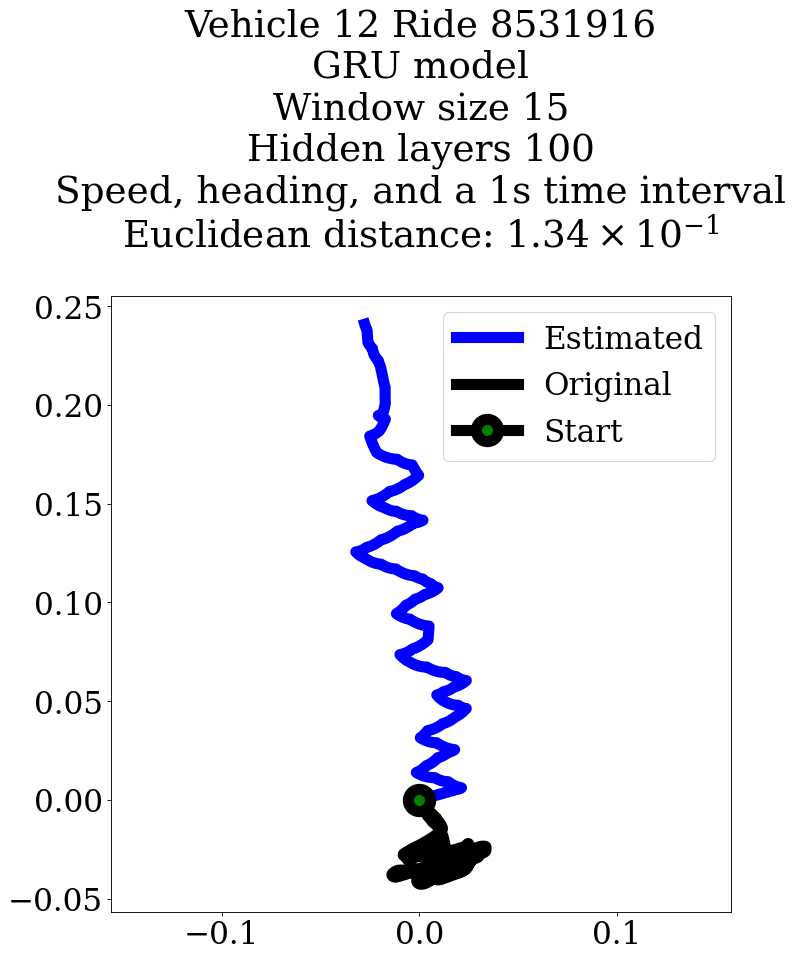 Vehicle 12 Ride 8531916
GRU model
Window size 15
Hidden layers 100
Speed, heading, and a 1s time interval
Euclidean distance: 1.34 × 10⁻¹
Estimated
Original
Start
0.25
0.20
0.15
0.10
0.05
0.00
−0.05
−0.1
0.0
0.1